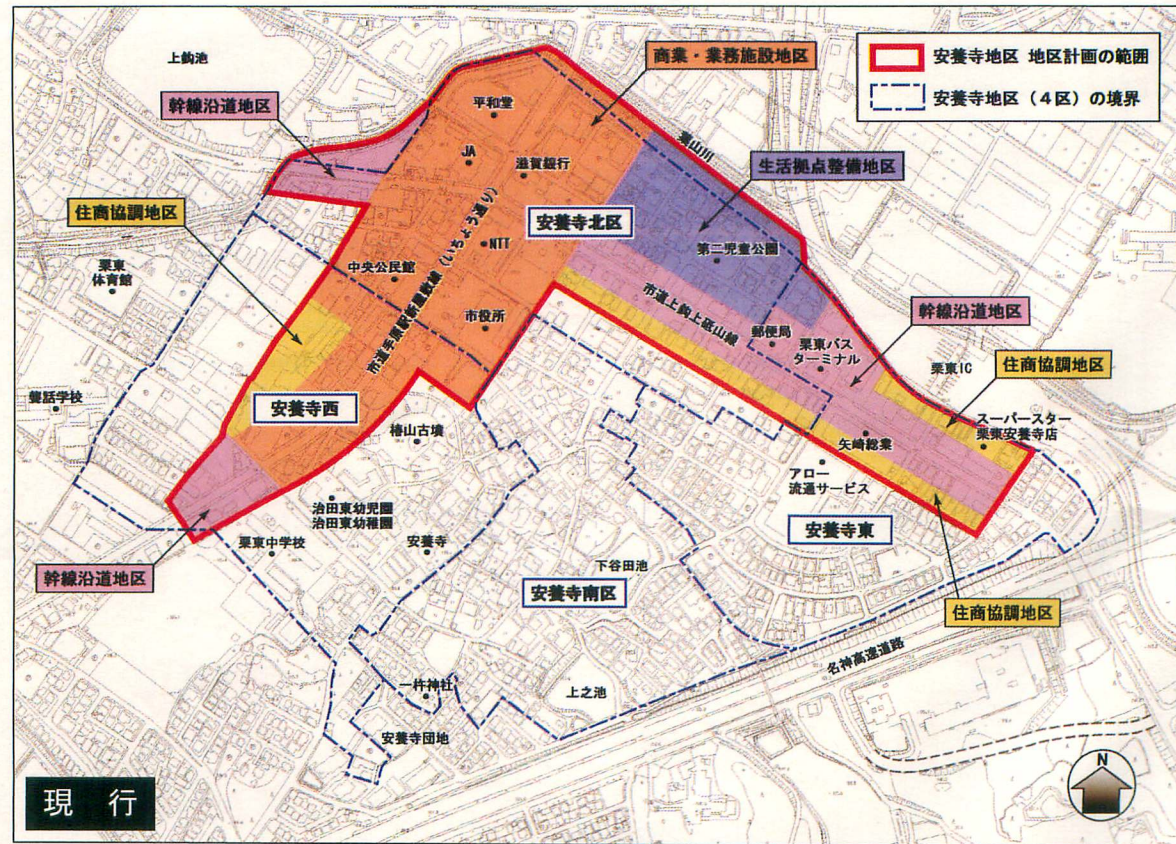 上鈎池
商業・業務施設地区
安養寺地区 地区計画の範囲
安養寺地区(4区)の境界
幹線沿道地区
平和堂
JA
滋賀銀行
葉山川
生活拠点整備地区
住商協調地区
安養寺北区
NTT
第二児童公園
栗東
体育館
中央公民館
市道手原駅新屋敷線(いちょう通り)
市役所
市道上鈎上砥山線
郵便局
幹線沿道地区
栗東バス
ターミナル
栗東IC
住商協調地区
聾話学校
安養寺西
椿山古墳
スーパースター
栗東安養寺店
矢崎総業
アロー
流通サービス
治田東幼児園
治田東幼稚園
安養寺東
栗東中学校
安養寺
下谷田池
幹線沿道地区
安養寺南区
住商協調地区
名神高速道路
一杵神社
上之池
安養寺団地
現 行
N